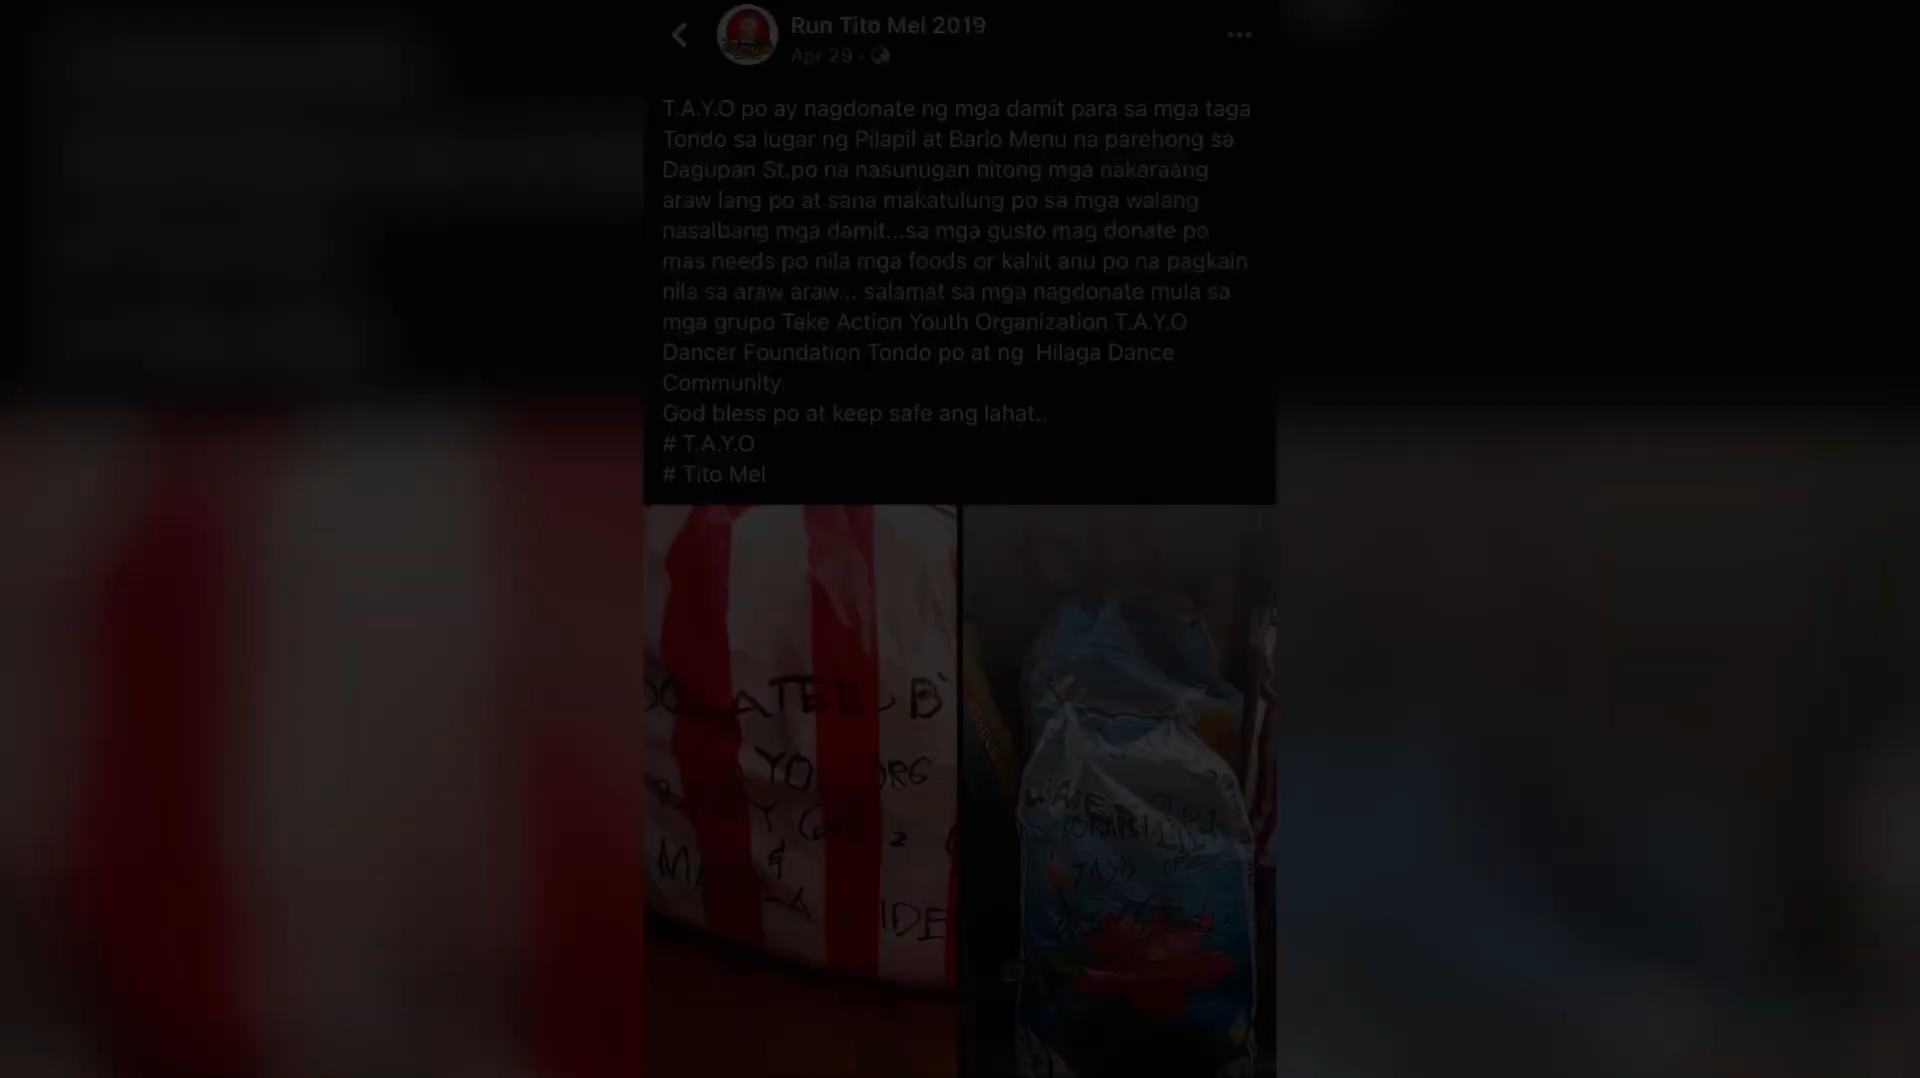 Run Tito Mel 2019
Apr 29 ·
T.A.Y.O po ay nagdonate ng mga damit para sa mga taga
Tondo sa lugar ng Pilapil at Barlo Menu na parehong sa
Dagupan St.po na nasunugan nitong mga nakaraang
araw lang po at sana makatulung po sa mga walang
nasalbang mga damit...sa mga gusto mag donate po
mas needs po nila mga foods or kahit anu po na pagkain
nila sa araw araw... salamat sa mga nagdonate mula sa
mga grupo Take Action Youth Organization T.A.Y.O
Dancer Foundation Tondo po at ng Hilaga Dance
Community.
God bless po at keep safe ang lahat..
# T.A.Y.O
# Tito Mel